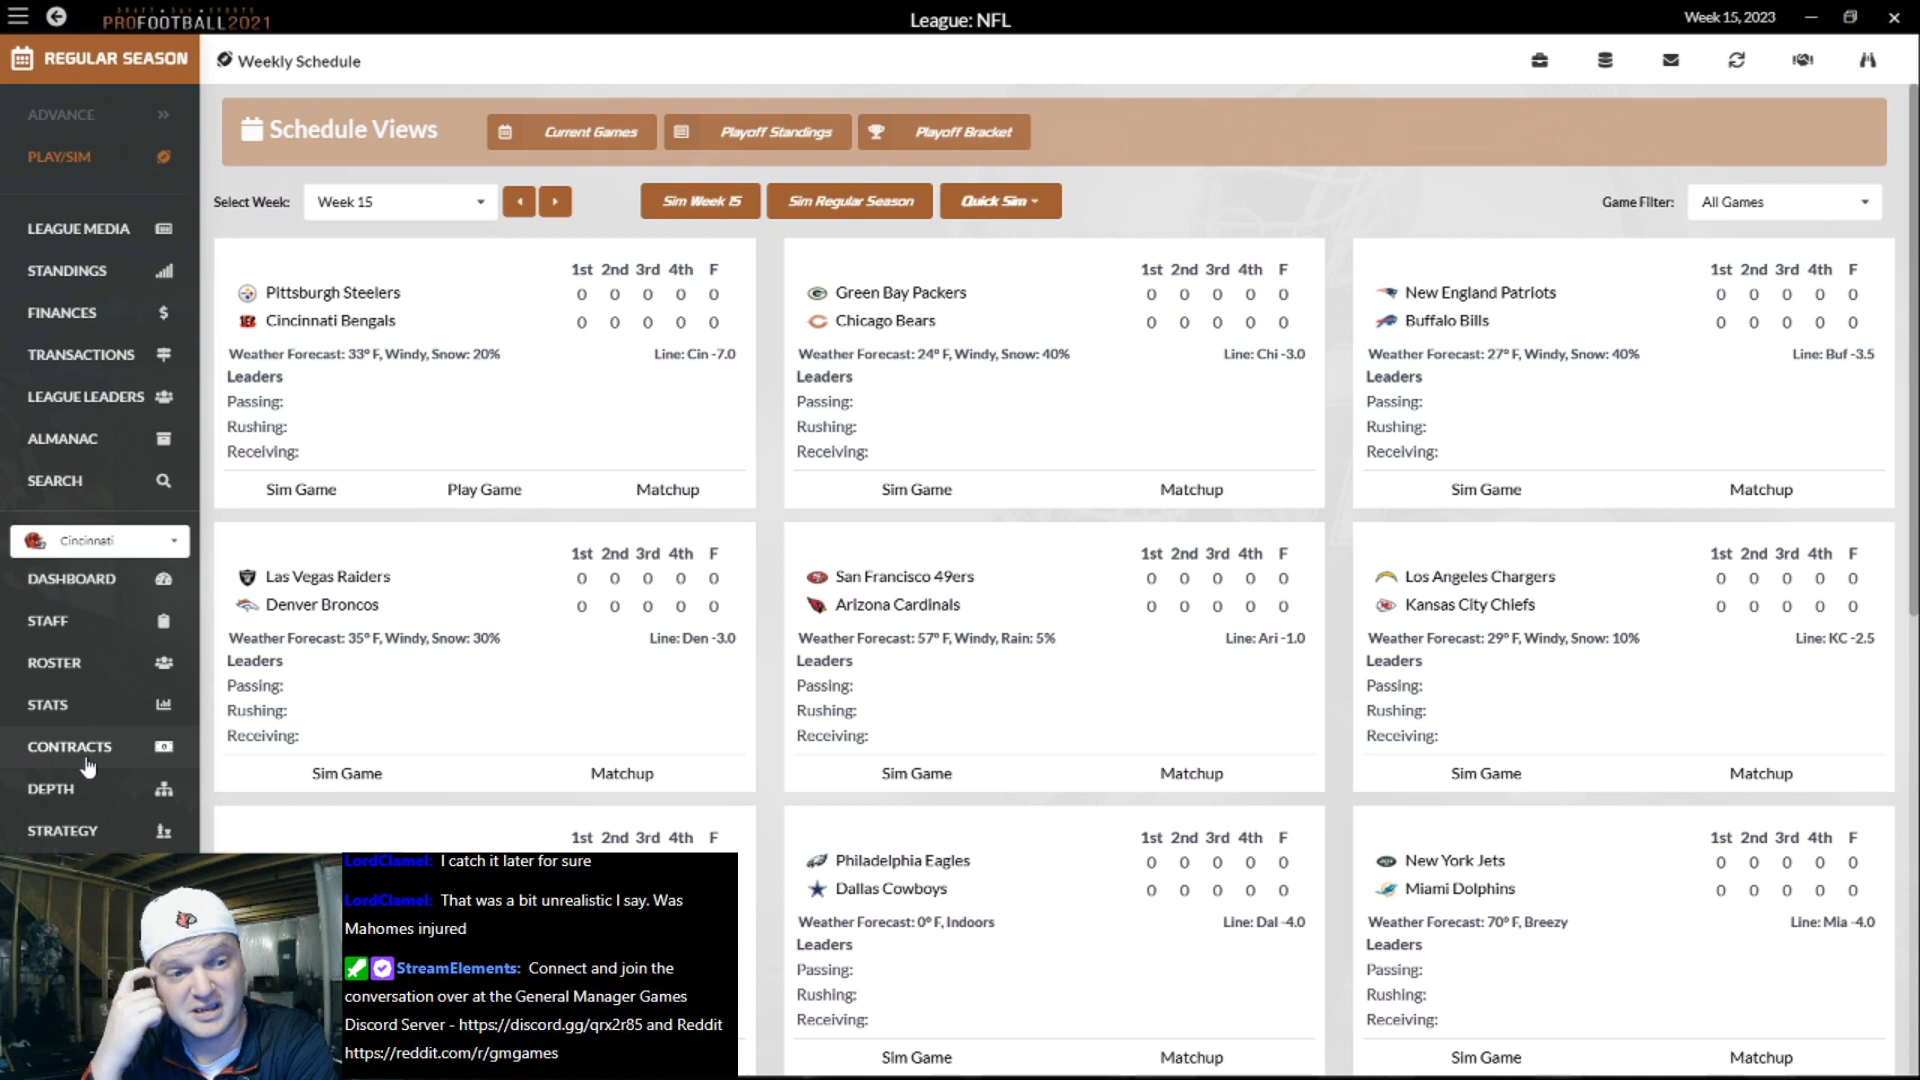 DRAFT DAY SPORTS
PROFOOTBALL2021
League: NFL
Week 15, 2023
REGULAR SEASON
Weekly Schedule
ADVANCE
PLAY/SIM
LEAGUE MEDIA
STANDINGS
FINANCES
TRANSACTIONS
LEAGUE LEADERS
ALMANAC
SEARCH
Cincinnati
DASHBOARD
STAFF
ROSTER
STATS
CONTRACTS
DEPTH
STRATEGY
Schedule Views
Current Games
Playoff Standings
Playoff Bracket
Select Week: Week 15
Sim Week 15
Sim Regular Season
Quick Sim
Game Filter: All Games
1st 2nd 3rd 4th F
Pittsburgh Steelers 0 0 0 0 0
Cincinnati Bengals 0 0 0 0 0
Weather Forecast: 33° F, Windy, Snow: 20% Line: Cin -7.0
Leaders
Passing:
Rushing:
Receiving:
Sim Game Play Game Matchup
1st 2nd 3rd 4th F
Green Bay Packers 0 0 0 0 0
Chicago Bears 0 0 0 0 0
Weather Forecast: 24° F, Windy, Snow: 40% Line: Chi -3.0
Leaders
Passing:
Rushing:
Receiving:
Sim Game Matchup
1st 2nd 3rd 4th F
New England Patriots 0 0 0 0 0
Buffalo Bills 0 0 0 0 0
Weather Forecast: 27° F, Windy, Snow: 40% Line: Buf -3.5
Leaders
Passing:
Rushing:
Receiving:
Sim Game Matchup
1st 2nd 3rd 4th F
Las Vegas Raiders 0 0 0 0 0
Denver Broncos 0 0 0 0 0
Weather Forecast: 35° F, Windy, Snow: 30% Line: Den -3.0
Leaders
Passing:
Rushing:
Receiving:
Sim Game Matchup
1st 2nd 3rd 4th F
San Francisco 49ers 0 0 0 0 0
Arizona Cardinals 0 0 0 0 0
Weather Forecast: 57° F, Windy, Rain: 5% Line: Ari -1.0
Leaders
Passing:
Rushing:
Receiving:
Sim Game Matchup
1st 2nd 3rd 4th F
Los Angeles Chargers 0 0 0 0 0
Kansas City Chiefs 0 0 0 0 0
Weather Forecast: 29° F, Windy, Snow: 10% Line: KC -2.5
Leaders
Passing:
Rushing:
Receiving:
Sim Game Matchup
1st 2nd 3rd 4th F
1st 2nd 3rd 4th F
Philadelphia Eagles 0 0 0 0 0
Dallas Cowboys 0 0 0 0 0
Weather Forecast: 0° F, Indoors Line: Dal -4.0
Leaders
Passing:
Rushing:
Receiving:
Sim Game Matchup
1st 2nd 3rd 4th F
New York Jets 0 0 0 0 0
Miami Dolphins 0 0 0 0 0
Weather Forecast: 70° F, Breezy Line: Mia -4.0
Leaders
Passing:
Rushing:
Receiving:
Sim Game Matchup
LordClamel: I catch it later for sure
LordClamel: That was a bit unrealistic I say. Was
Mahomes injured
StreamElements: Connect and join the
conversation over at the General Manager Games
Discord Server - https://discord.gg/qrx2r85 and Reddit
https://reddit.com/r/gmgames